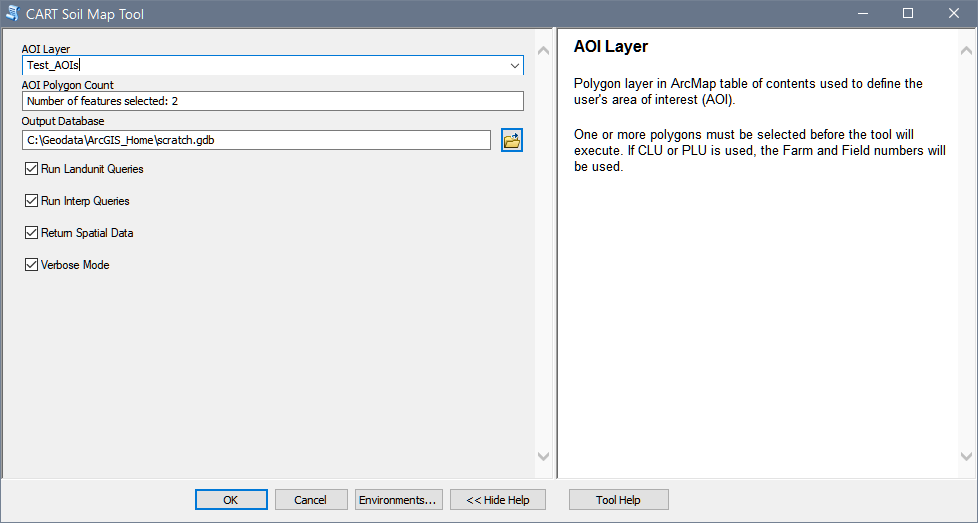 CART Soil Map Tool
AOI Layer
Test_AOIs
AOI Polygon Count
Number of features selected: 2
Output Database
C:\Geodata\ArcGIS_Home\scratch.gdb
Run Landunit Queries
Run Interp Queries
Return Spatial Data
Verbose Mode
AOI Layer
Polygon layer in ArcMap table of contents used to define the
user's area of interest (AOI).
One or more polygons must be selected before the tool will
execute. If CLU or PLU is used, the Farm and Field numbers will
be used.
OK
Cancel
Environments...
<< Hide Help
Tool Help